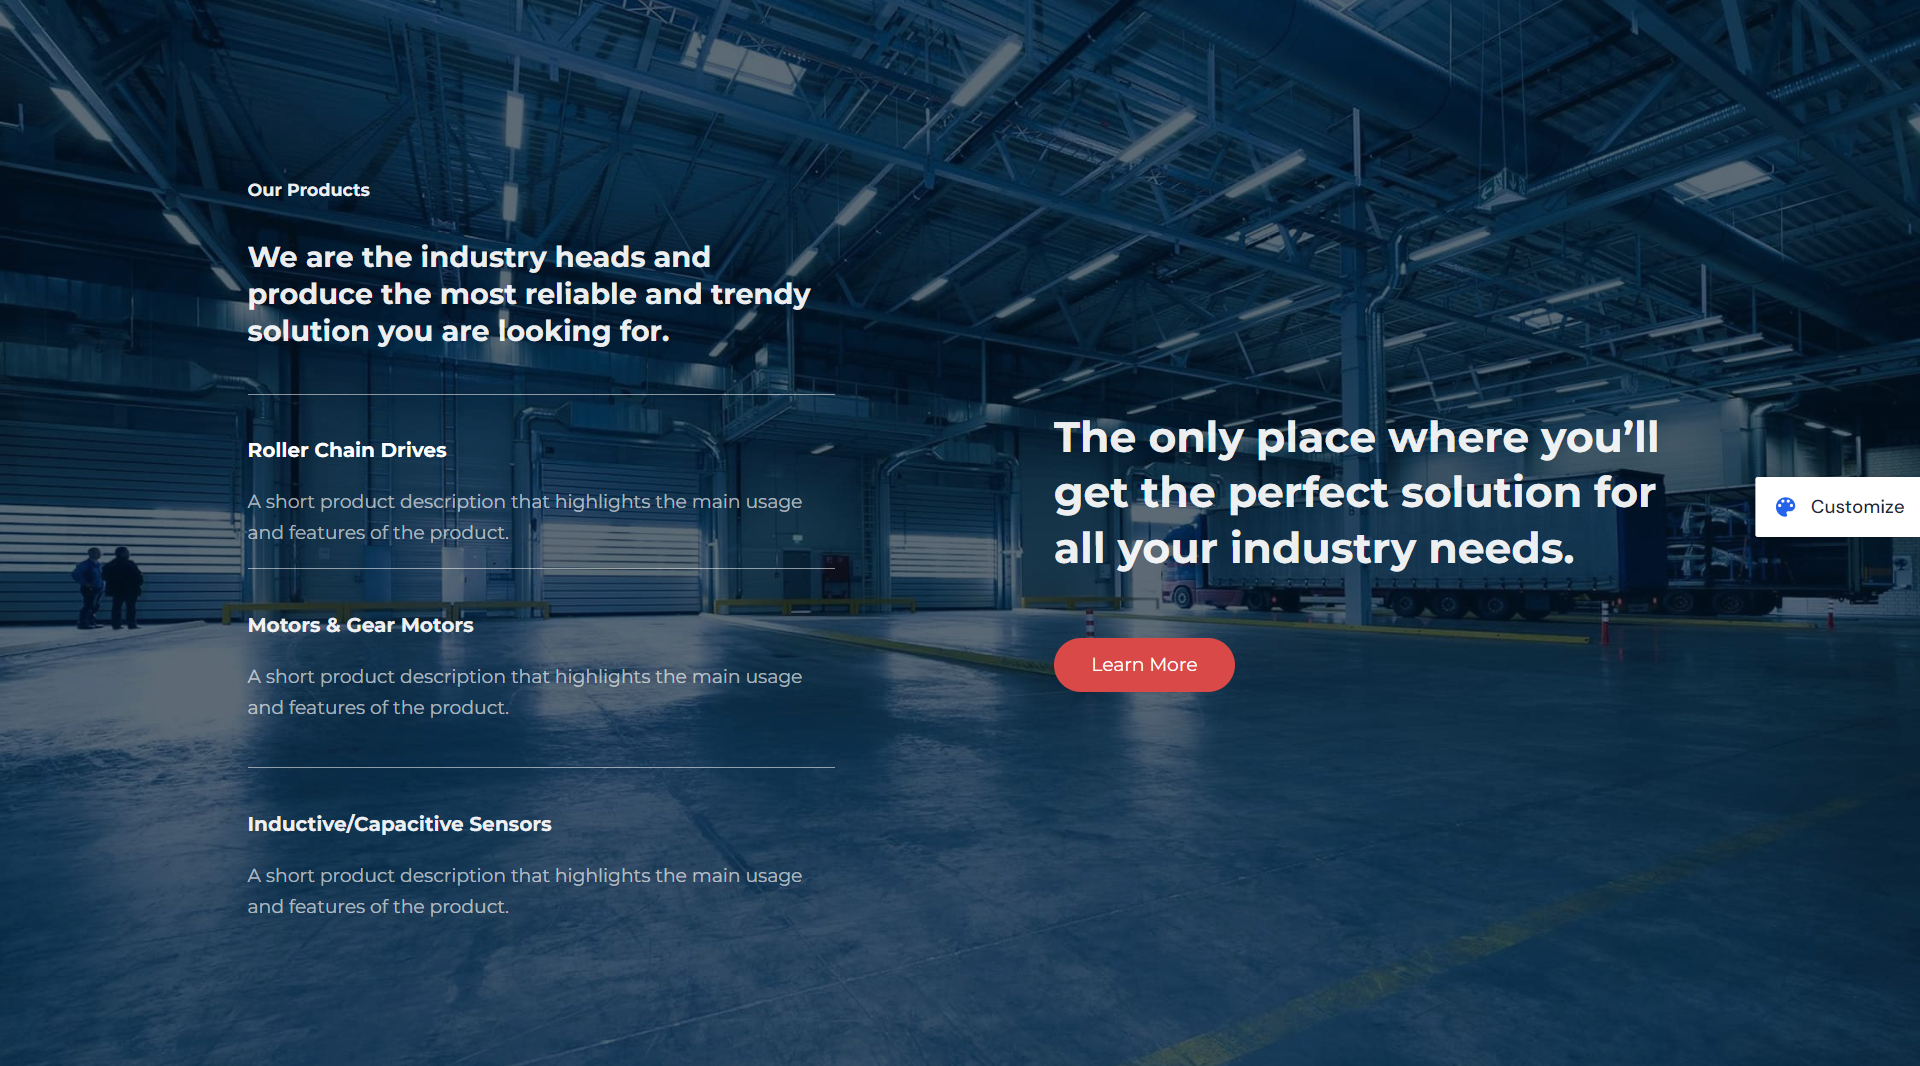 Our Products
We are the industry heads and
produce the most reliable and trendy
solution you are looking for.
Roller Chain Drives
A short product description that highlights the main usage
and features of the product.
Motors & Gear Motors
A short product description that highlights the main usage
and features of the product.
Inductive/Capacitive Sensors
A short product description that highlights the main usage
and features of the product.
The only place where you’ll
get the perfect solution for
all your industry needs.
Learn More
Customize